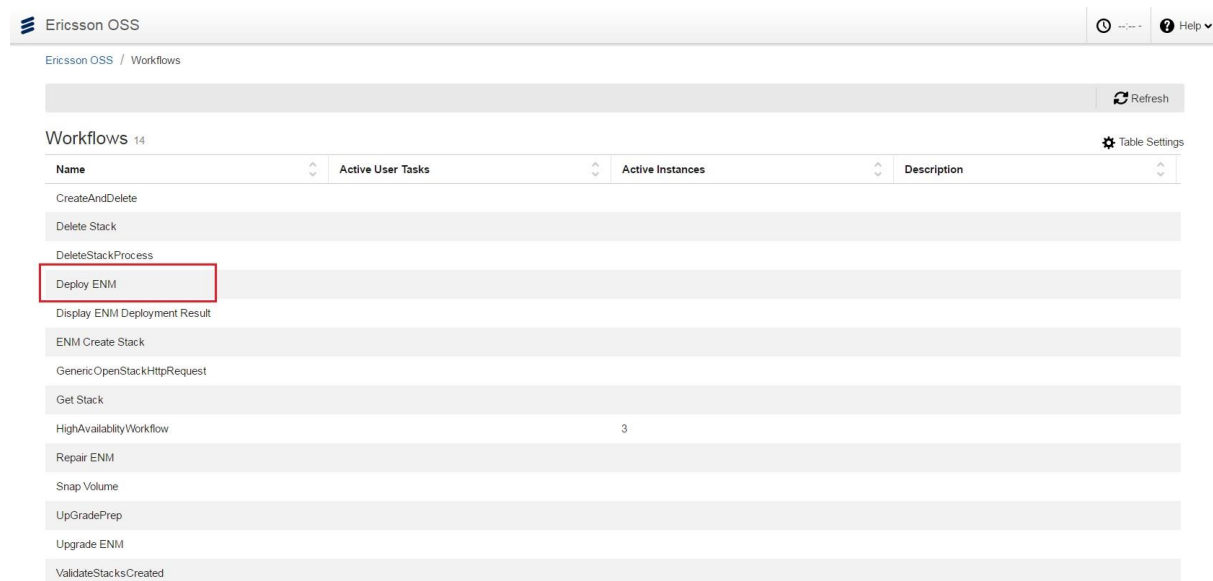 Ericsson OSS
--:-- -
Help
Ericsson OSS / Workflows
Refresh
Workflows 14
Table Settings
Name Active User Tasks Active Instances Description
CreateAndDelete
Delete Stack
DeleteStackProcess
Deploy ENM
Display ENM Deployment Result
ENM Create Stack
GenericOpenStackHttpRequest
Get Stack
HighAvailablityWorkflow 3
Repair ENM
Snap Volume
UpGradePrep
Upgrade ENM
ValidateStacksCreated